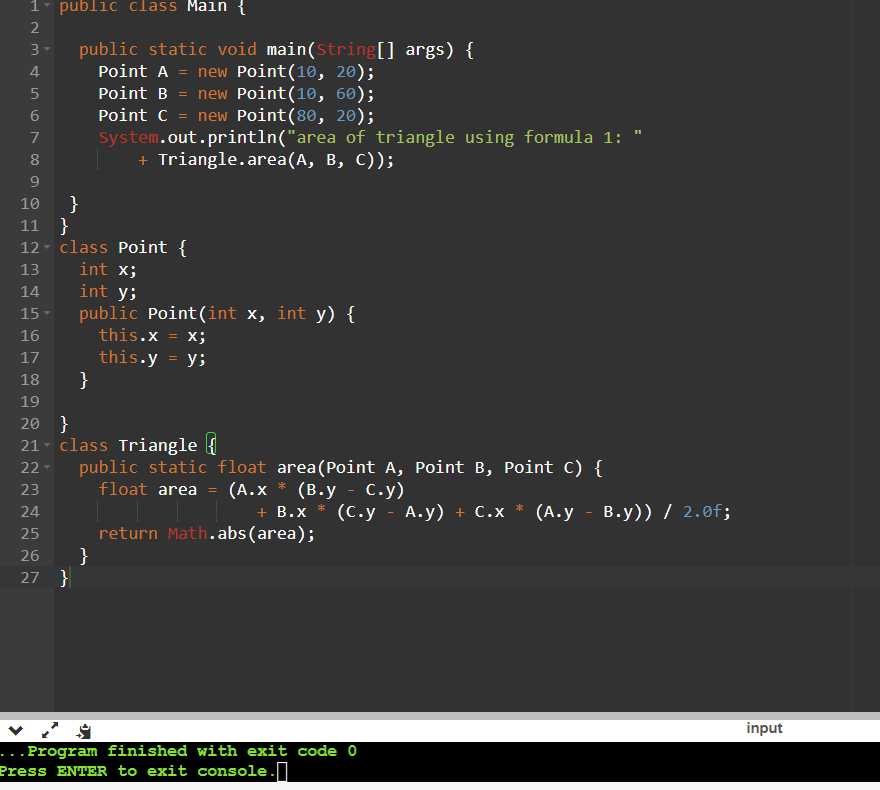 1 public class Main {
2
3 public static void main(String[] args) {
4 Point A = new Point(10, 20);
5 Point B = new Point(10, 60);
6 Point C = new Point(80, 20);
7 System.out.println("area of triangle using formula 1: "
8 + Triangle.area(A, B, C));
9
10 }
11 }
12 class Point {
13 int x;
14 int y;
15 public Point(int x, int y) {
16 this.x = x;
17 this.y = y;
18 }
19
20 }
21 class Triangle {
22 public static float area(Point A, Point B, Point C) {
23 float area = (A.x * (B.y - C.y)
24 + B.x * (C.y - A.y) + C.x * (A.y - B.y)) / 2.0f;
25 return Math.abs(area);
26 }
27 }
input
...Program finished with exit code 0
Press ENTER to exit console.